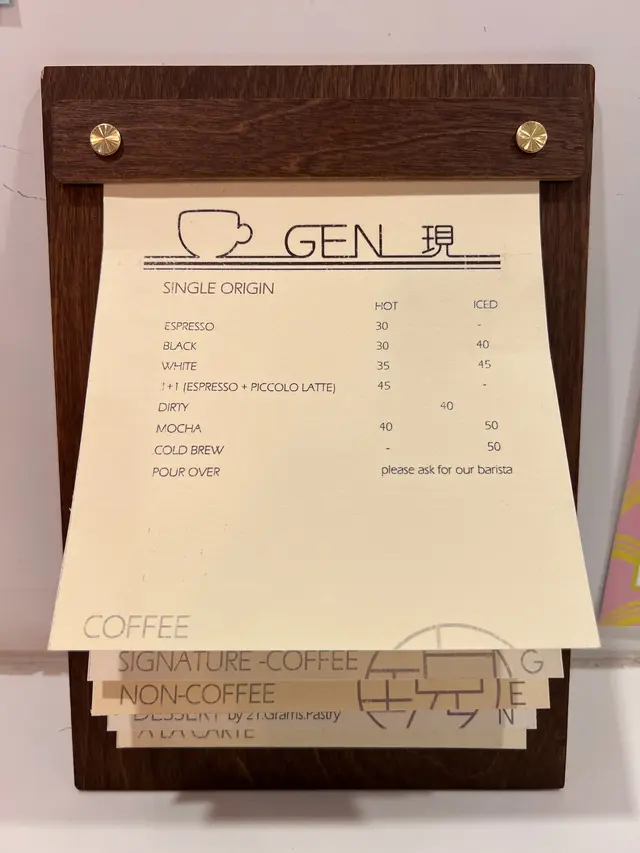 GEN 現
SINGLE ORIGIN
HOT ICED
ESPRESSO 30 -
BLACK 30 40
WHITE 35 45
1+1 (ESPRESSO + PICCOLO LATTE) 45 -
DIRTY 40
MOCHA 40 50
COLD BREW - 50
POUR OVER please ask for our barista
COFFEE
SIGNATURE -COFFEE G
NON-COFFEE E
DESSERT by 21.Grams.Pastry N
A LA CARTE